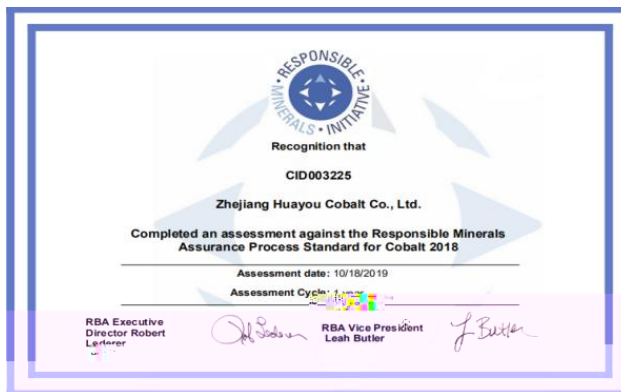 RESPONSIBLE
MINERALS • INITIATIVE
Recognition that
CID003225
Zhejiang Huayou Cobalt Co., Ltd.
Completed an assessment against the Responsible Minerals
Assurance Process Standard for Cobalt 2018
Assessment date: 10/18/2019
Assessment Cycle: 1 year
RBA Executive
Director Robert
Lederer
RBA Vice President
Leah Butler